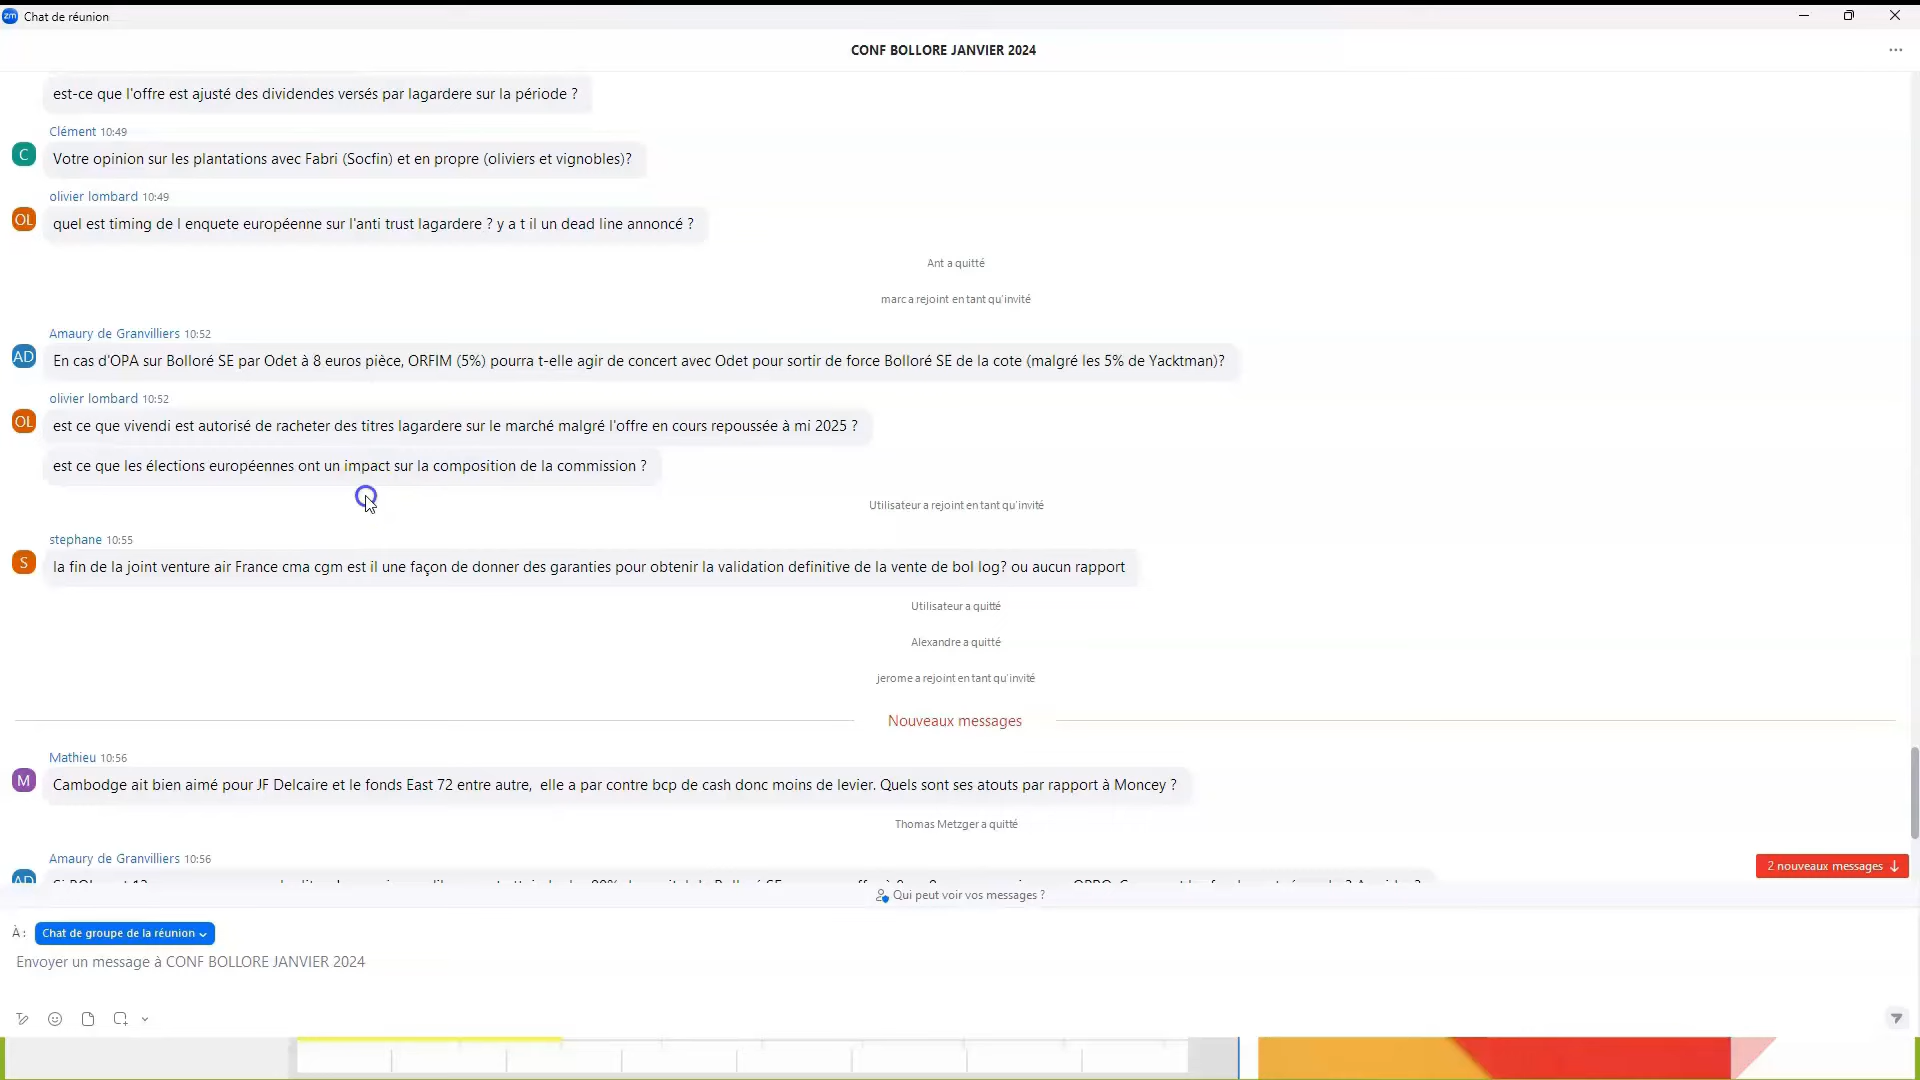 zm Chat de réunion
CONF BOLLORE JANVIER 2024
est-ce que l'offre est ajusté des dividendes versés par lagardere sur la période ?
Clément 10:49
C
Votre opinion sur les plantations avec Fabri (Socfin) et en propre (oliviers et vignobles)?
olivier lombard 10:49
OL
quel est timing de l enquete européenne sur l'anti trust lagardere ? y a t il un dead line annoncé ?
Ant a quitté
marc a rejoint en tant qu'invité
Amaury de Granvilliers 10:52
AD
En cas d'OPA sur Bolloré SE par Odet à 8 euros pièce, ORFIM (5%) pourra t-elle agir de concert avec Odet pour sortir de force Bolloré SE de la cote (malgré les 5% de Yacktman)?
olivier lombard 10:52
OL
est ce que vivendi est autorisé de racheter des titres lagardere sur le marché malgré l'offre en cours repoussée à mi 2025 ?
est ce que les élections européennes ont un impact sur la composition de la commission ?
Utilisateur a rejoint en tant qu'invité
stephane 10:55
S
la fin de la joint venture air France cma cgm est il une façon de donner des garanties pour obtenir la validation definitive de la vente de bol log? ou aucun rapport
Utilisateur a quitté
Alexandre a quitté
jerome a rejoint en tant qu'invité
Nouveaux messages
Mathieu 10:56
M
Cambodge ait bien aimé pour JF Delcaire et le fonds East 72 entre autre, elle a par contre bcp de cash donc moins de levier. Quels sont ses atouts par rapport à Moncey ?
Thomas Metzger a quitté
Amaury de Granvilliers 10:56
AD
2 nouveaux messages ↓
Qui peut voir vos messages ?
À : Chat de groupe de la réunion
Envoyer un message à CONF BOLLORE JANVIER 2024